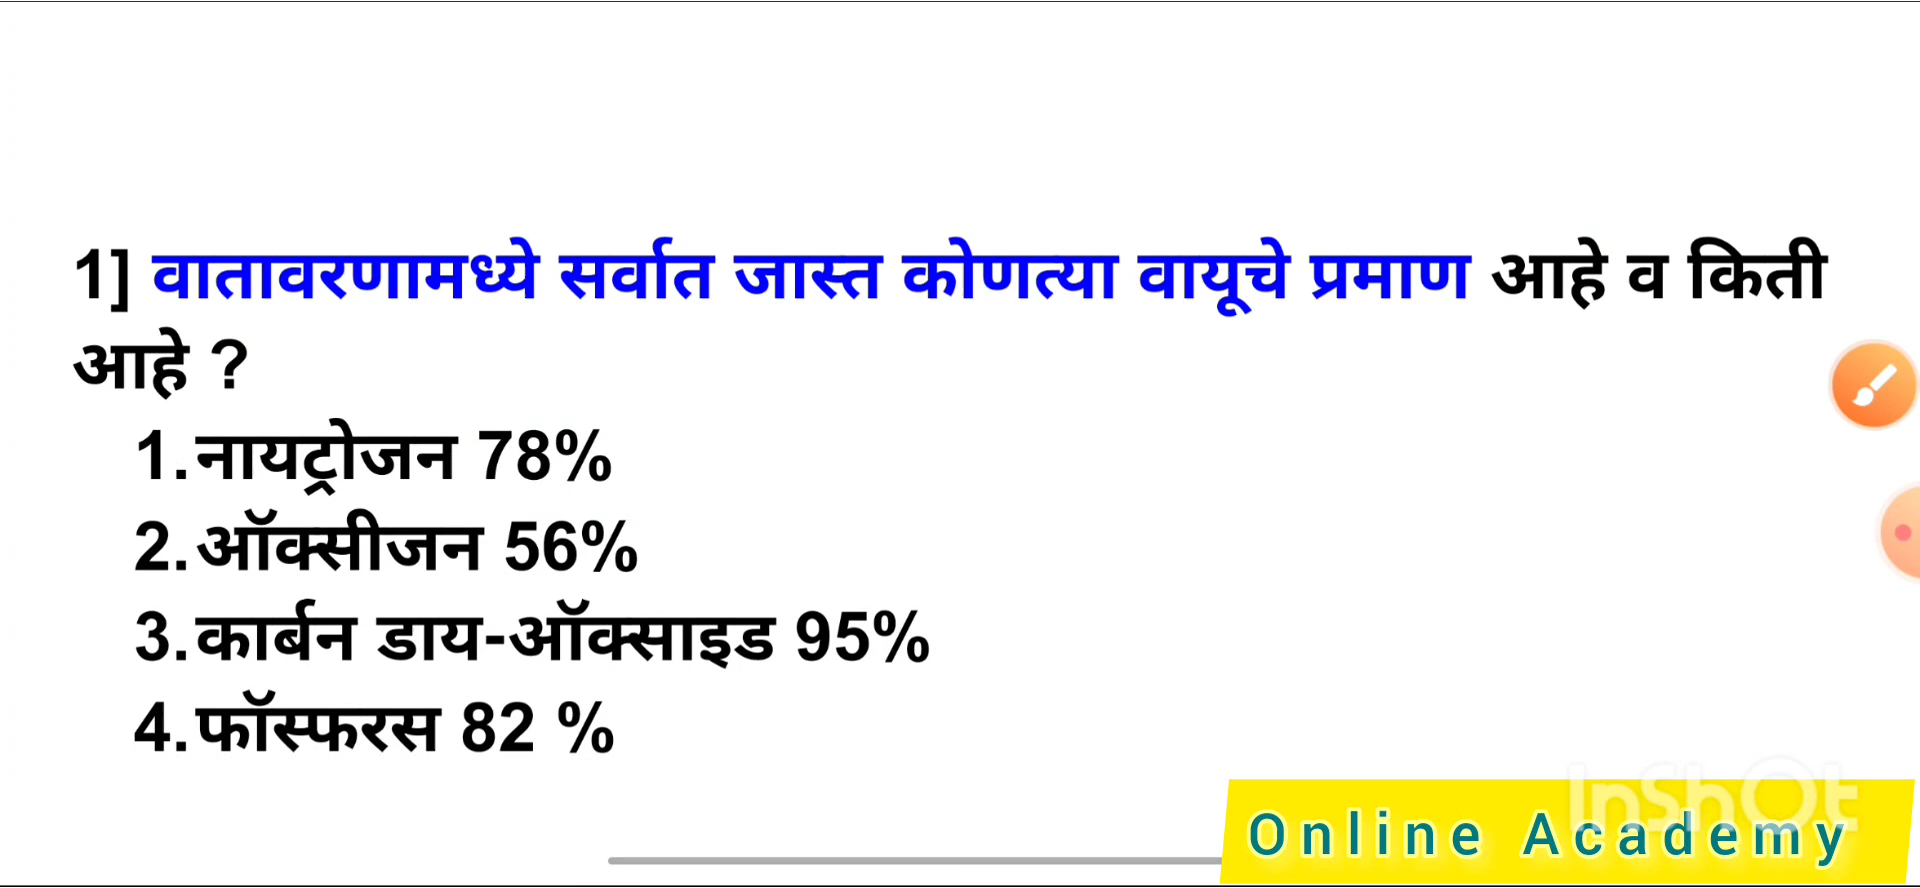 1] वातावरणामध्ये सर्वात जास्त कोणत्या वायूचे प्रमाण आहे व किती
आहे ?
1.नायट्रोजन 78%
2.ऑक्सीजन 56%
3.कार्बन डाय-ऑक्साइड 95%
4.फॉस्फरस 82 %
InShOt
Online Academy